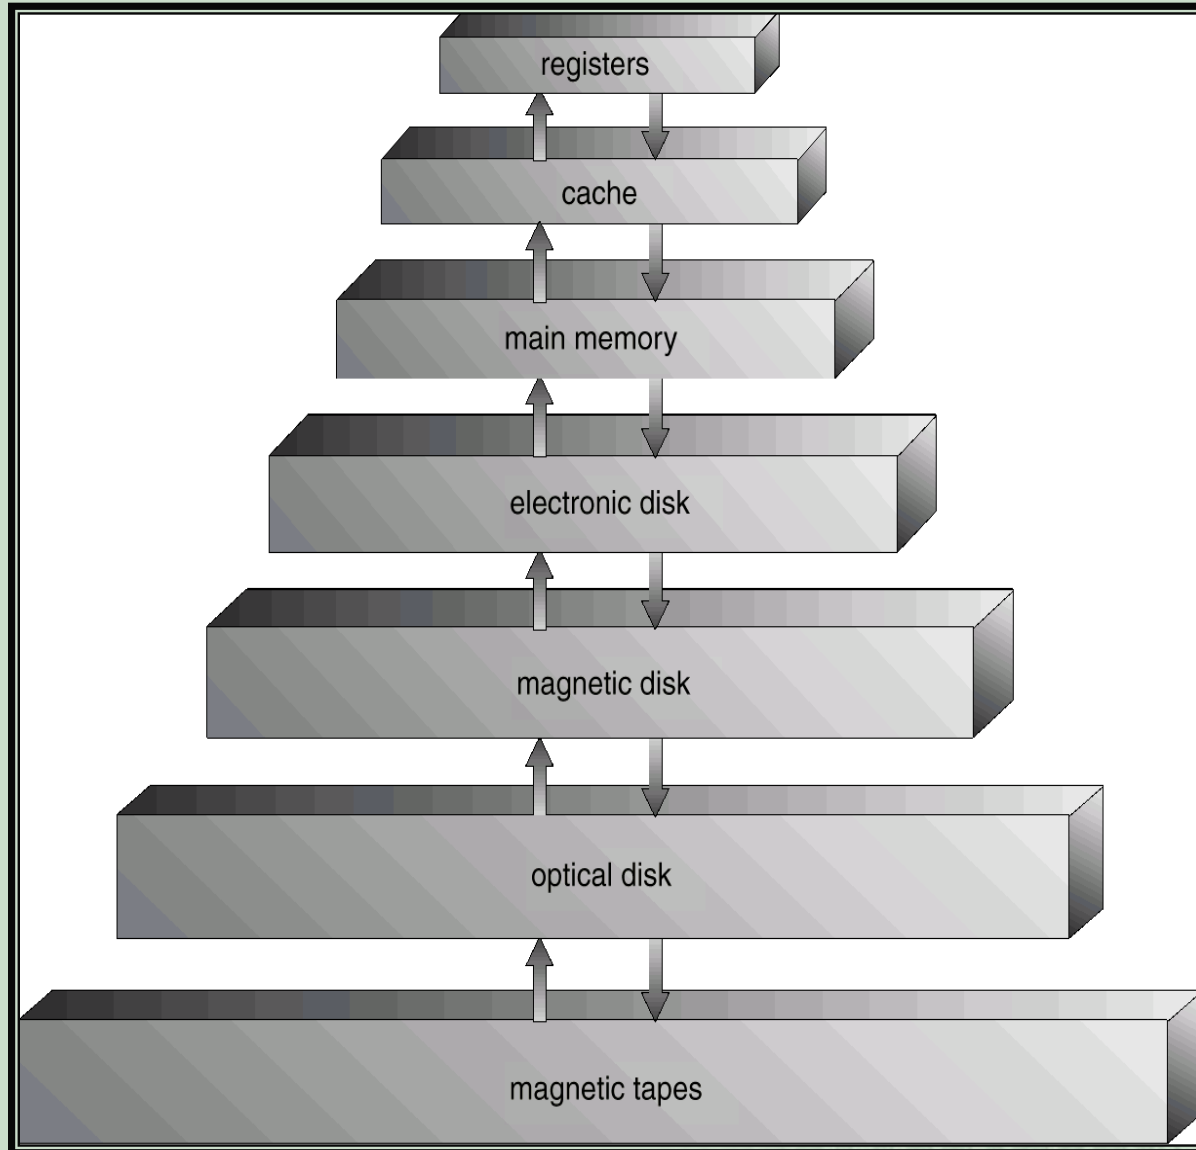 registers
cache
main memory
electronic disk
magnetic disk
optical disk
magnetic tapes